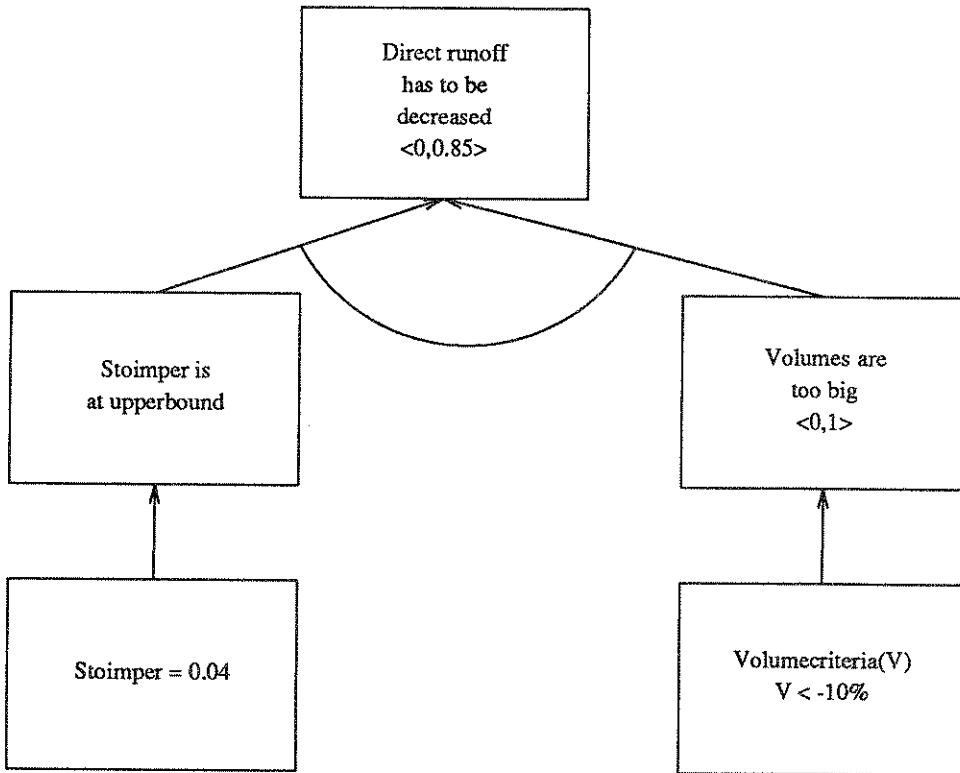 Direct runoff
has to be
decreased
<0,0.85>
Stoimper is
at upperbound
Volumes are
too big
<0,1>
Stoimper = 0.04
Volumecriteria(V)
V < -10%